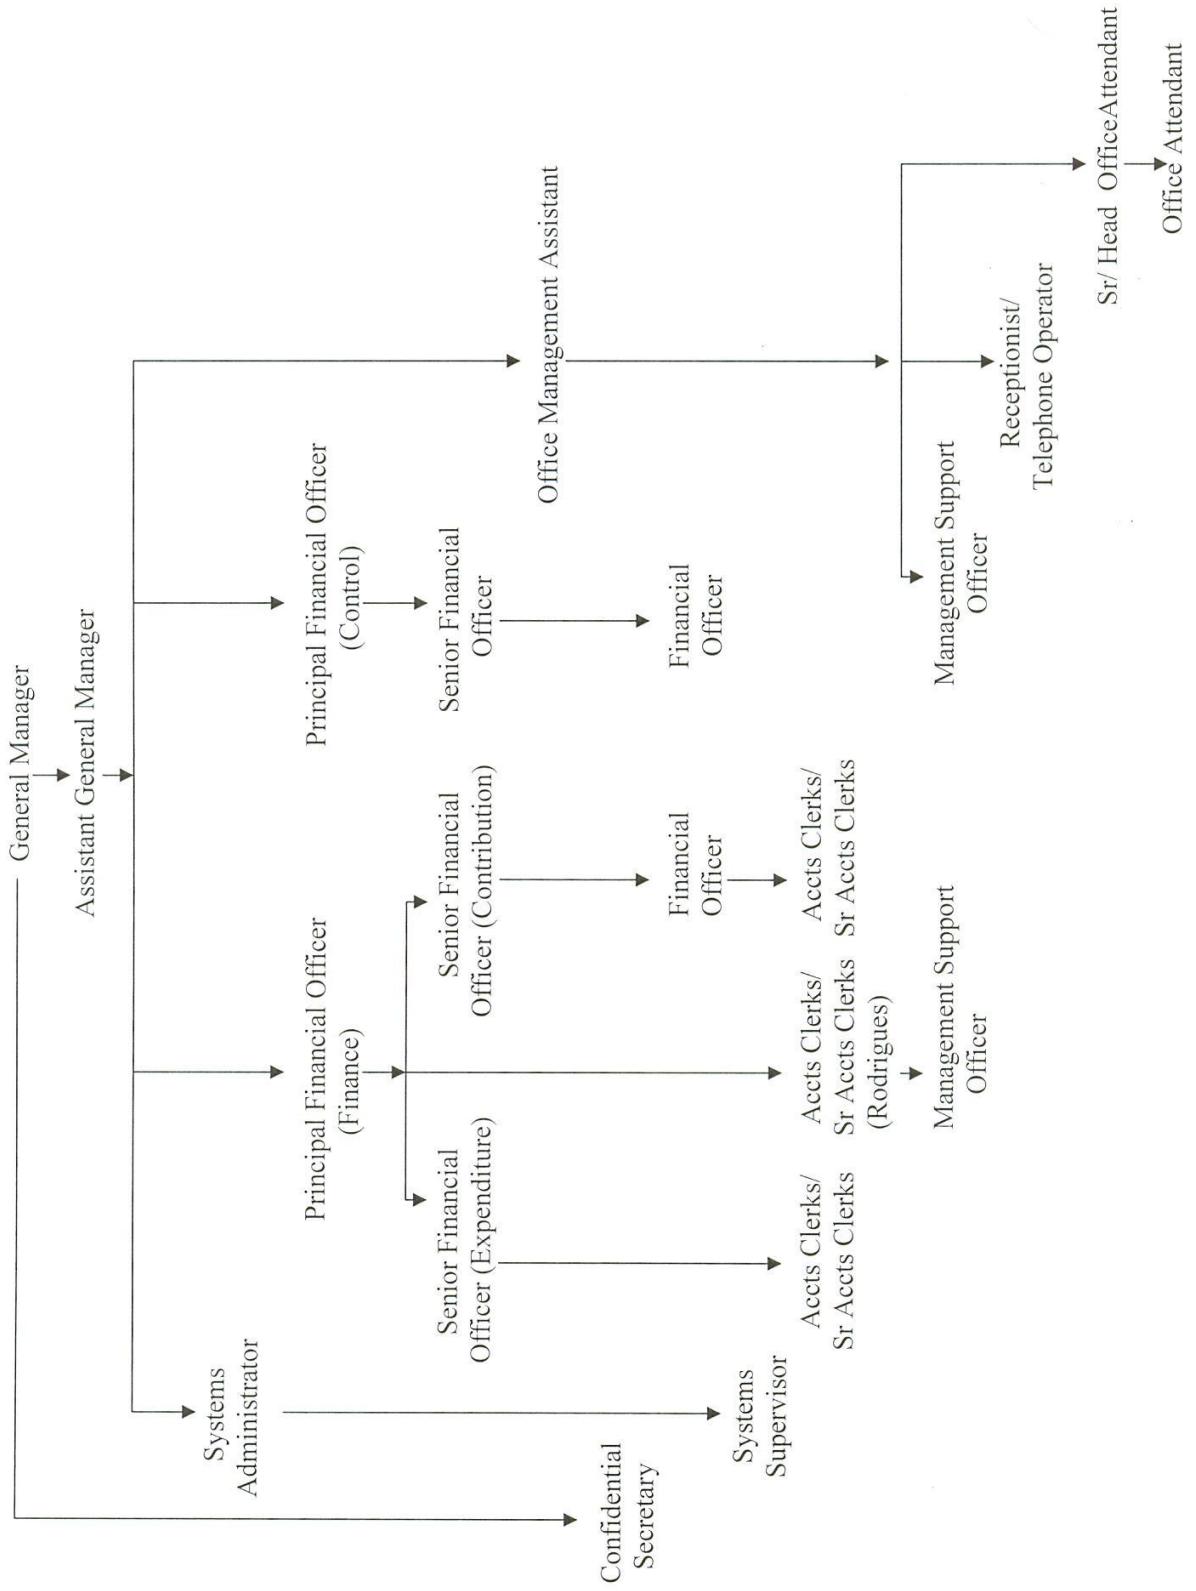 General Manager
Assistant General Manager
Systems
Administrator
Principal Financial Officer
(Finance)
Principal Financial Officer
(Control)
Senior Financial
Officer (Expenditure)
Senior Financial
Officer (Contribution)
Senior Financial
Officer
Office Management Assistant
Confidential
Secretary
Financial
Officer
Financial
Officer
Systems
Supervisor
Accts Clerks/
Sr Accts Clerks
Accts Clerks/
Sr Accts Clerks
(Rodrigues)
Accts Clerks/
Sr Accts Clerks
Management Support
Officer
Management Support
Officer
Receptionist/
Telephone Operator
Sr/ Head OfficeAttendant
Office Attendant